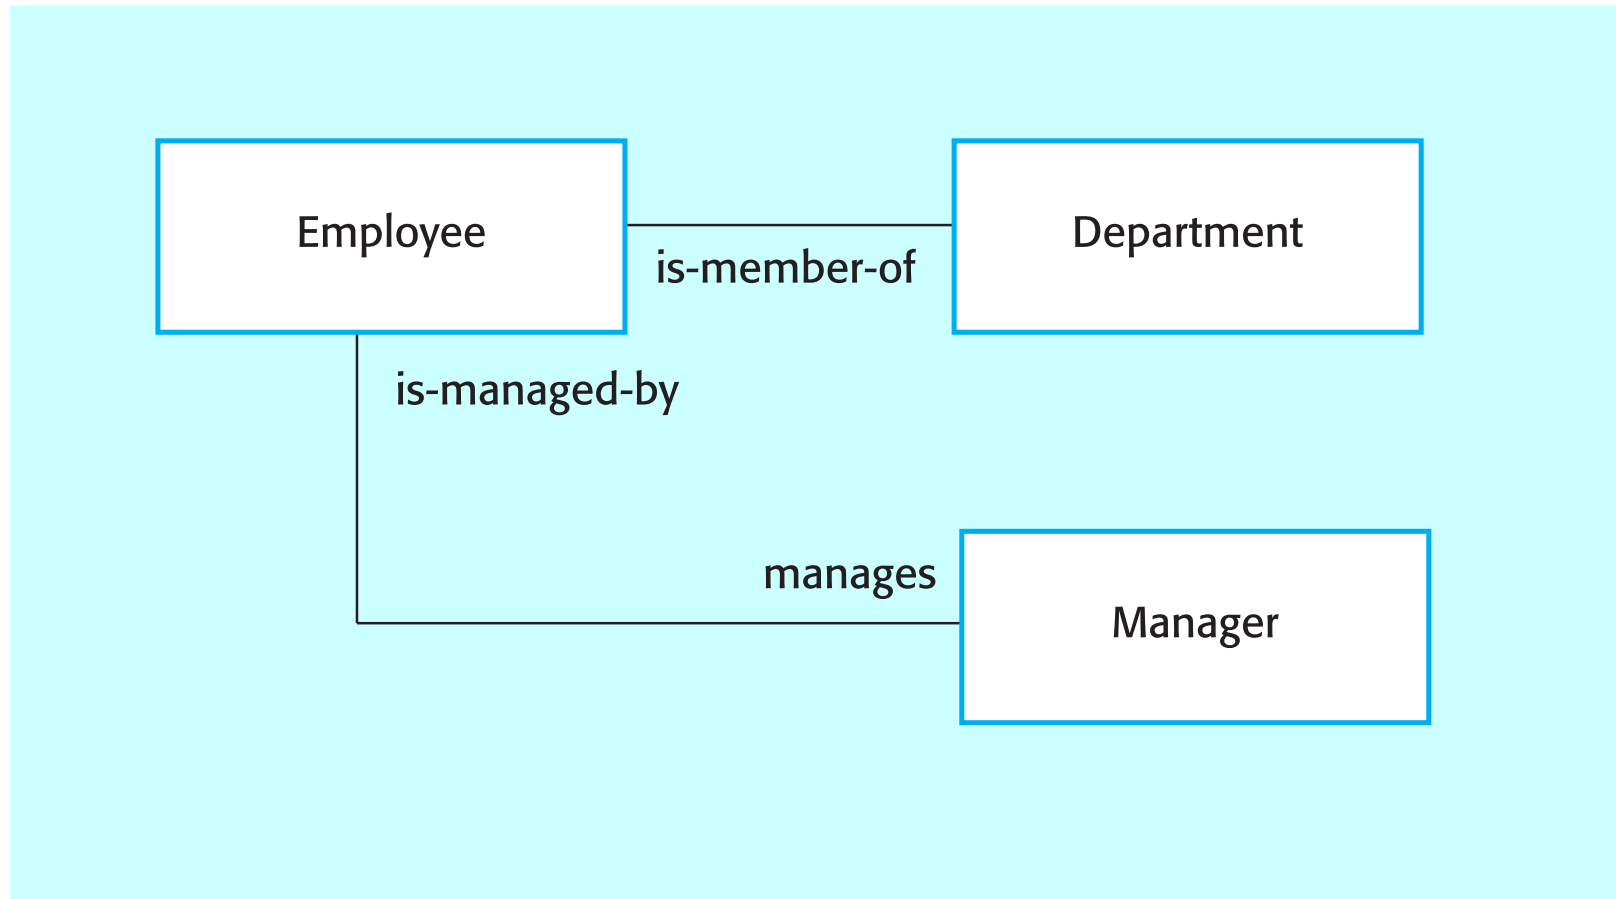 Employee
Department
is-member-of
is-managed-by
manages
Manager